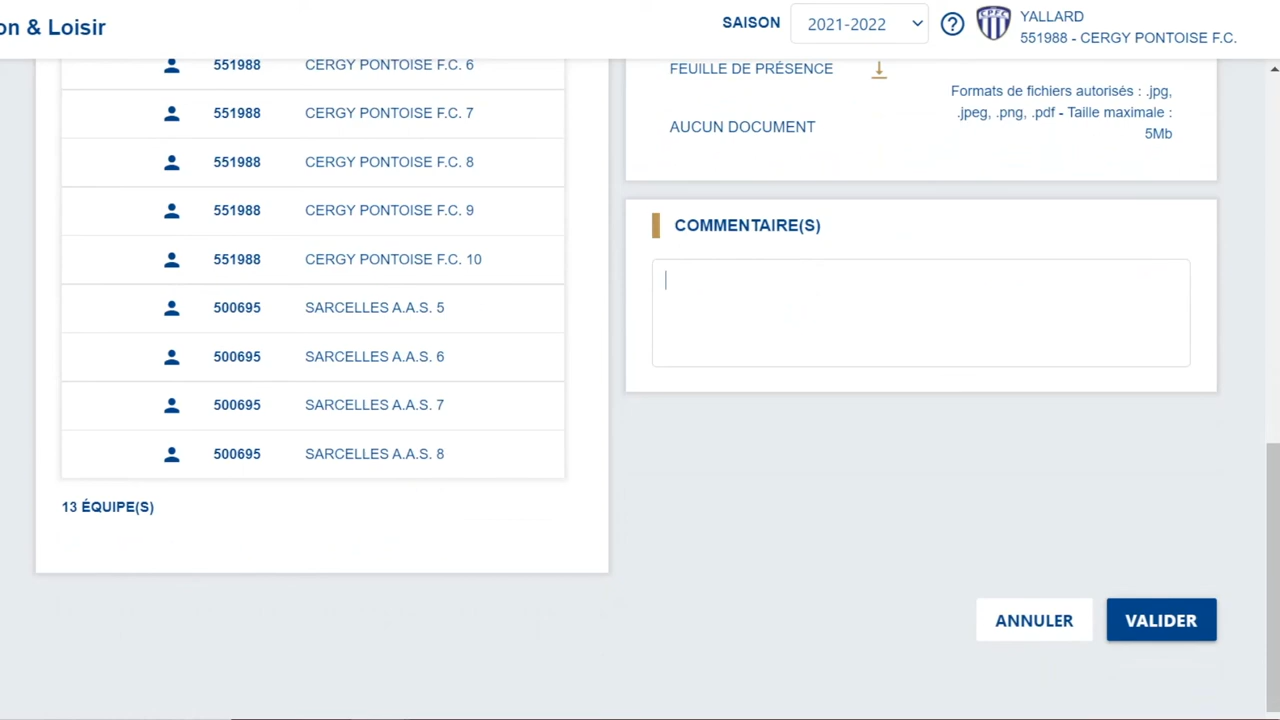 on & Loisir
SAISON
2021-2022
YALLARD
551988 - CERGY PONTOISE F.C.
551988 CERGY PONTOISE F.C. 6
551988 CERGY PONTOISE F.C. 7
551988 CERGY PONTOISE F.C. 8
551988 CERGY PONTOISE F.C. 9
551988 CERGY PONTOISE F.C. 10
500695 SARCELLES A.A.S. 5
500695 SARCELLES A.A.S. 6
500695 SARCELLES A.A.S. 7
500695 SARCELLES A.A.S. 8
13 ÉQUIPE(S)
FEUILLE DE PRÉSENCE
AUCUN DOCUMENT
Formats de fichiers autorisés : .jpg,
.jpeg, .png, .pdf - Taille maximale :
5Mb
COMMENTAIRE(S)
ANNULER
VALIDER